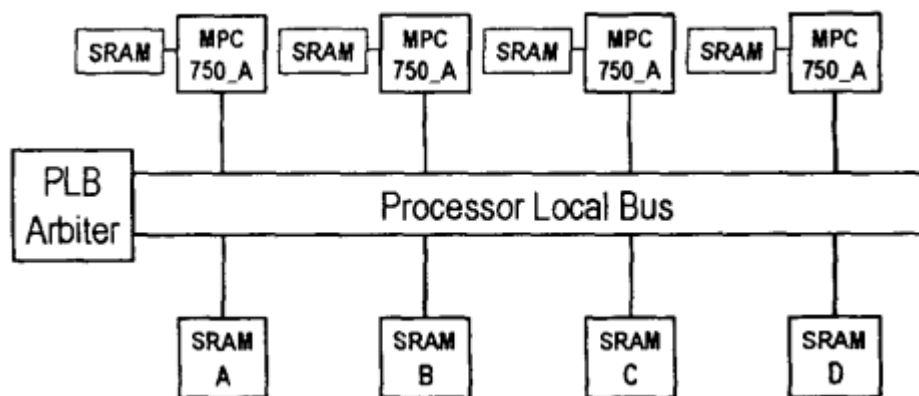 SRAM
MPC
750_A
SRAM
MPC
750_A
SRAM
MPC
750_A
SRAM
MPC
750_A
PLB
Arbiter
Processor Local Bus
SRAM
A
SRAM
B
SRAM
C
SRAM
D